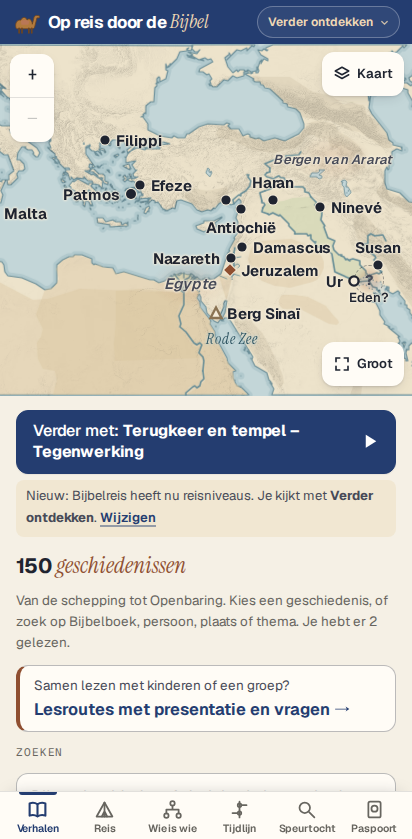 Op reis door de Bijbel
Verder ontdekken
+
Kaart
–
Filippi
Bergen van Ararat
Haran
Efeze
Patmos
Ninevé
Malta
Antiochië
Damascus
Susan
Nazareth
Jeruzalem
Egypte
Ur
?
Eden?
Berg Sinaï
Rode Zee
Groot
Verder met: Terugkeer en tempel –
Tegenwerking
Nieuw: Bijbelreis heeft nu reisniveaus. Je kijkt met Verder
ontdekken. Wijzigen
150 geschiedenissen
Van de schepping tot Openbaring. Kies een geschiedenis, of
zoek op Bijbelboek, persoon, plaats of thema. Je hebt er 2
gelezen.
Samen lezen met kinderen of een groep?
Lesroutes met presentatie en vragen →
ZOEKEN
Verhalen
Reis
Wie is wie
Tijdlijn
Speurtocht
Paspoort